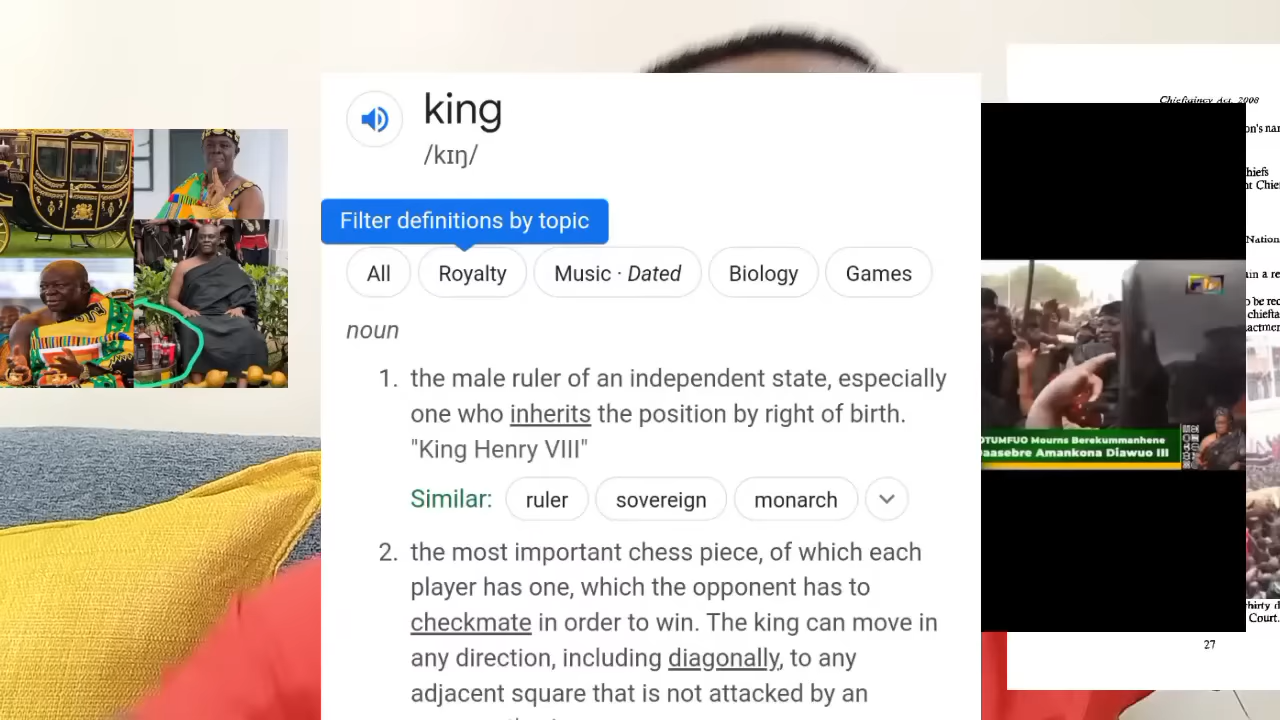 king
/kɪŋ/
Filter definitions by topic
All
Royalty
Music · Dated
Biology
Games
noun
1. the male ruler of an independent state, especially
one who inherits the position by right of birth.
"King Henry VIII"
Similar:
ruler
sovereign
monarch
2. the most important chess piece, of which each
player has one, which the opponent has to
checkmate in order to win. The king can move in
any direction, including diagonally, to any
adjacent square that is not attacked by an
Chieftaincy Act, 2008
OTUMFUO Mourns Berekummanhene
Daasebre Amankona Diawuo III
Court.
27